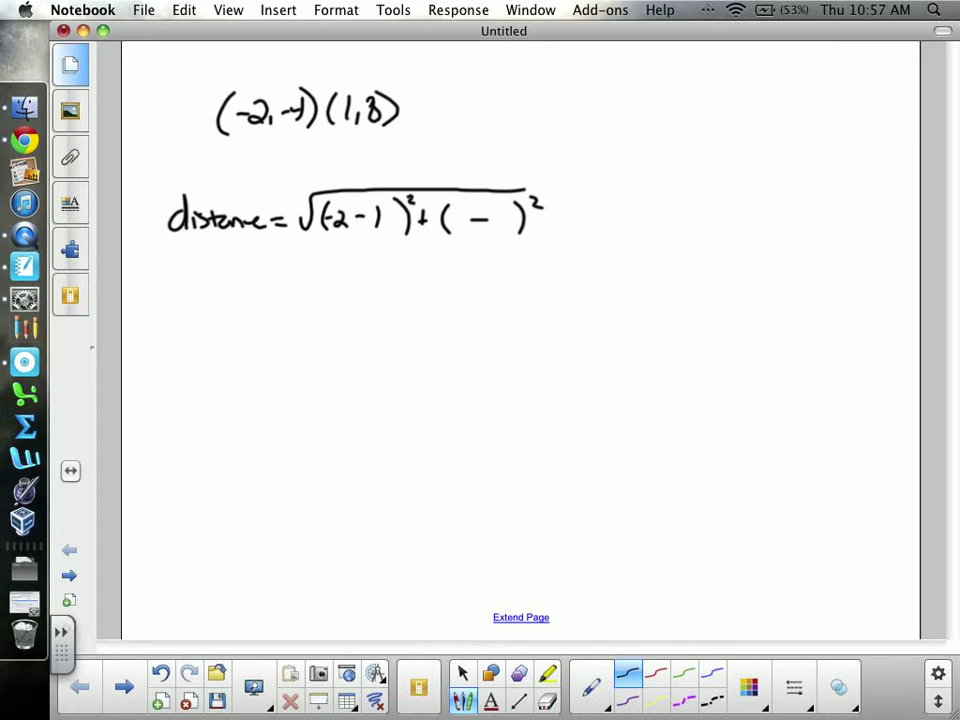 Notebook File Edit View Insert Format Tools Response Window Add-ons Help (53%) Thu 10:57 AM
Untitled
(-2, -1) (1, 8)
distance = √(-2 - 1 )² + ( - )²
Extend Page